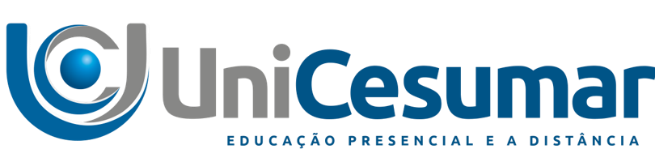 UniCesumar
EDUCAÇÃO PRESENCIAL E A DISTÂNCIA